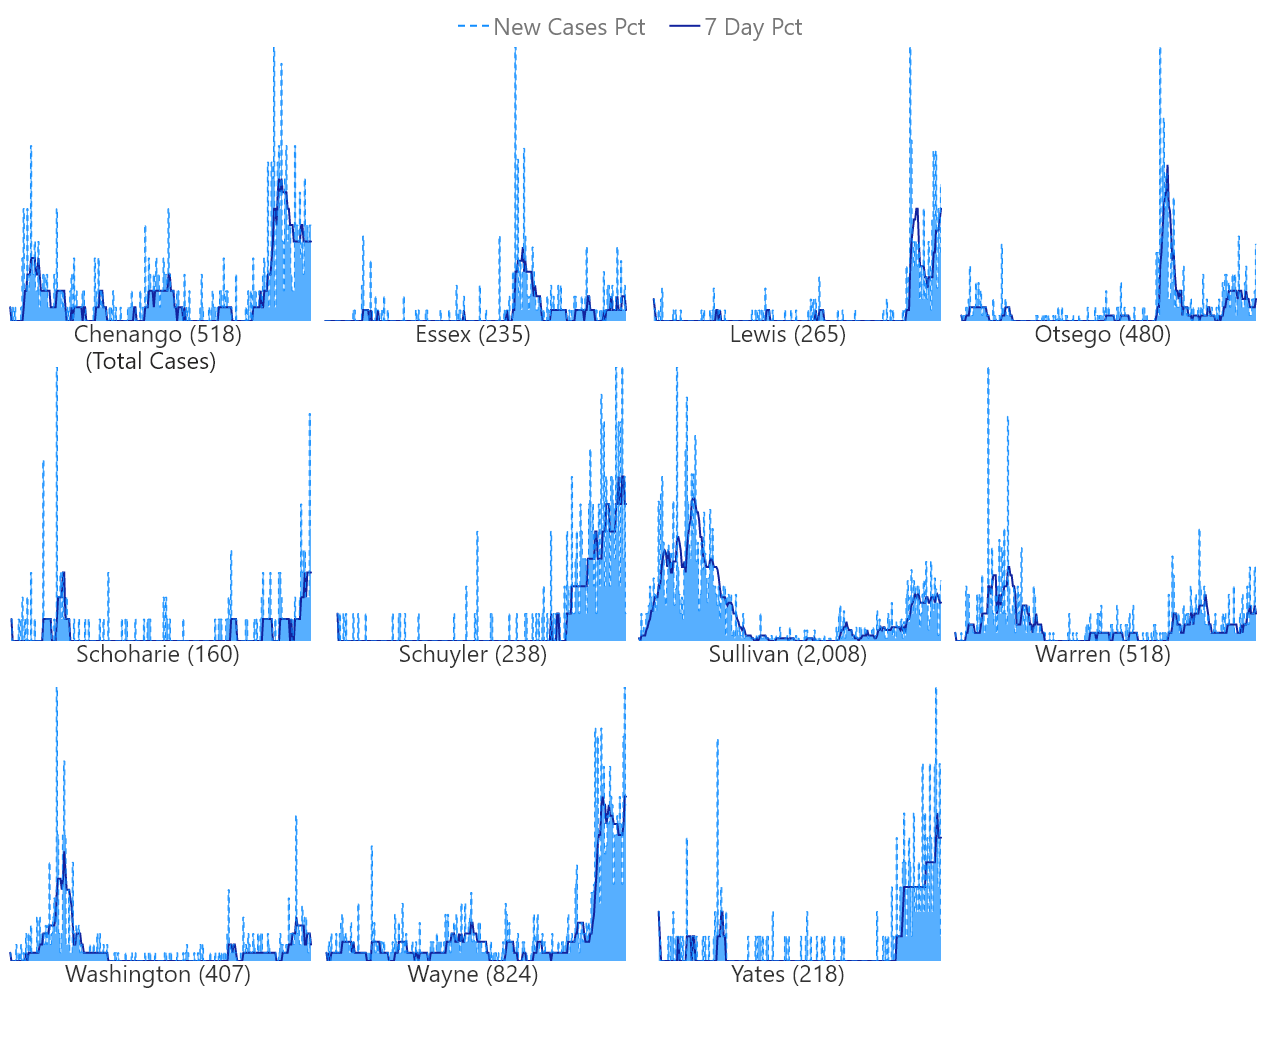 New Cases Pct 7 Day Pct
Chenango (518) Essex (235) Lewis (265) Otsego (480)
(Total Cases)
Schoharie (160) Schuyler (238) Sullivan (2,008) Warren (518)
Washington (407) Wayne (824) Yates (218)